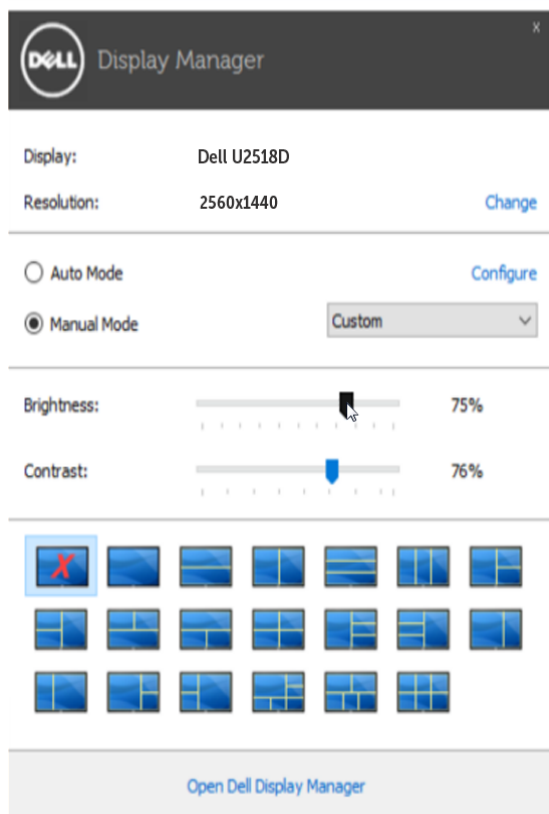 DELL Display Manager x
Display: Dell U2518D
Resolution: 2560x1440 Change
Auto Mode Configure
Manual Mode Custom
Brightness: 75%
Contrast: 76%
X
Open Dell Display Manager